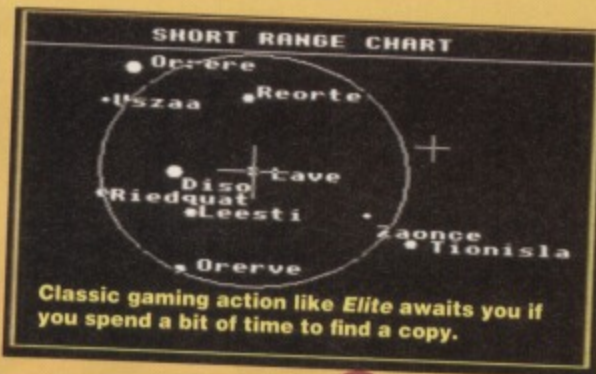 SHORT RANGE CHART
Orrere
Uszaa
Reorte
Lave
Diso
Riedquat
Leesti
Zaonce
Tionisla
Orerve
Classic gaming action like Elite awaits you if
you spend a bit of time to find a copy.